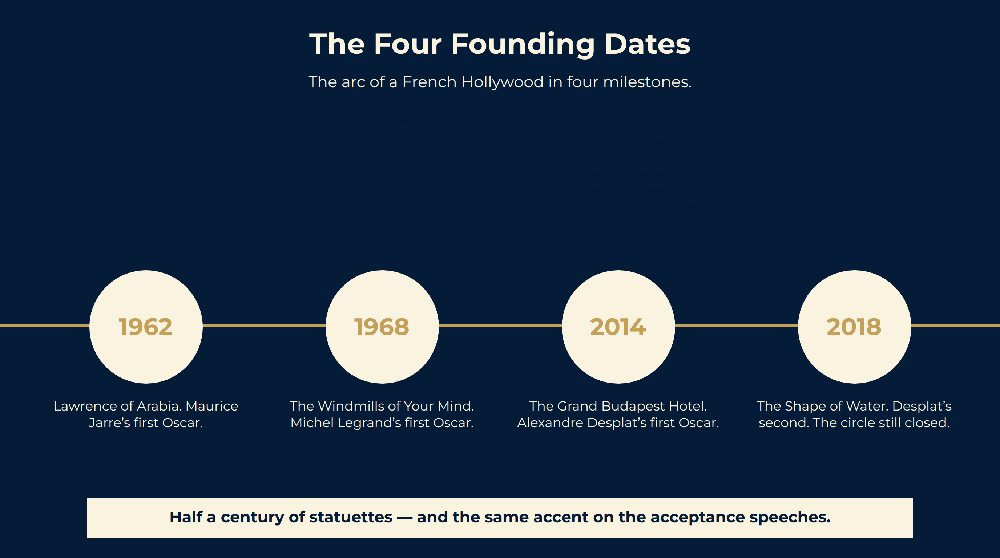 The Four Founding Dates
The arc of a French Hollywood in four milestones.
1962
1968
2014
2018
Lawrence of Arabia. Maurice
Jarre’s first Oscar.
The Windmills of Your Mind.
Michel Legrand’s first Oscar.
The Grand Budapest Hotel.
Alexandre Desplat’s first Oscar.
The Shape of Water. Desplat’s
second. The circle still closed.
Half a century of statuettes — and the same accent on the acceptance speeches.